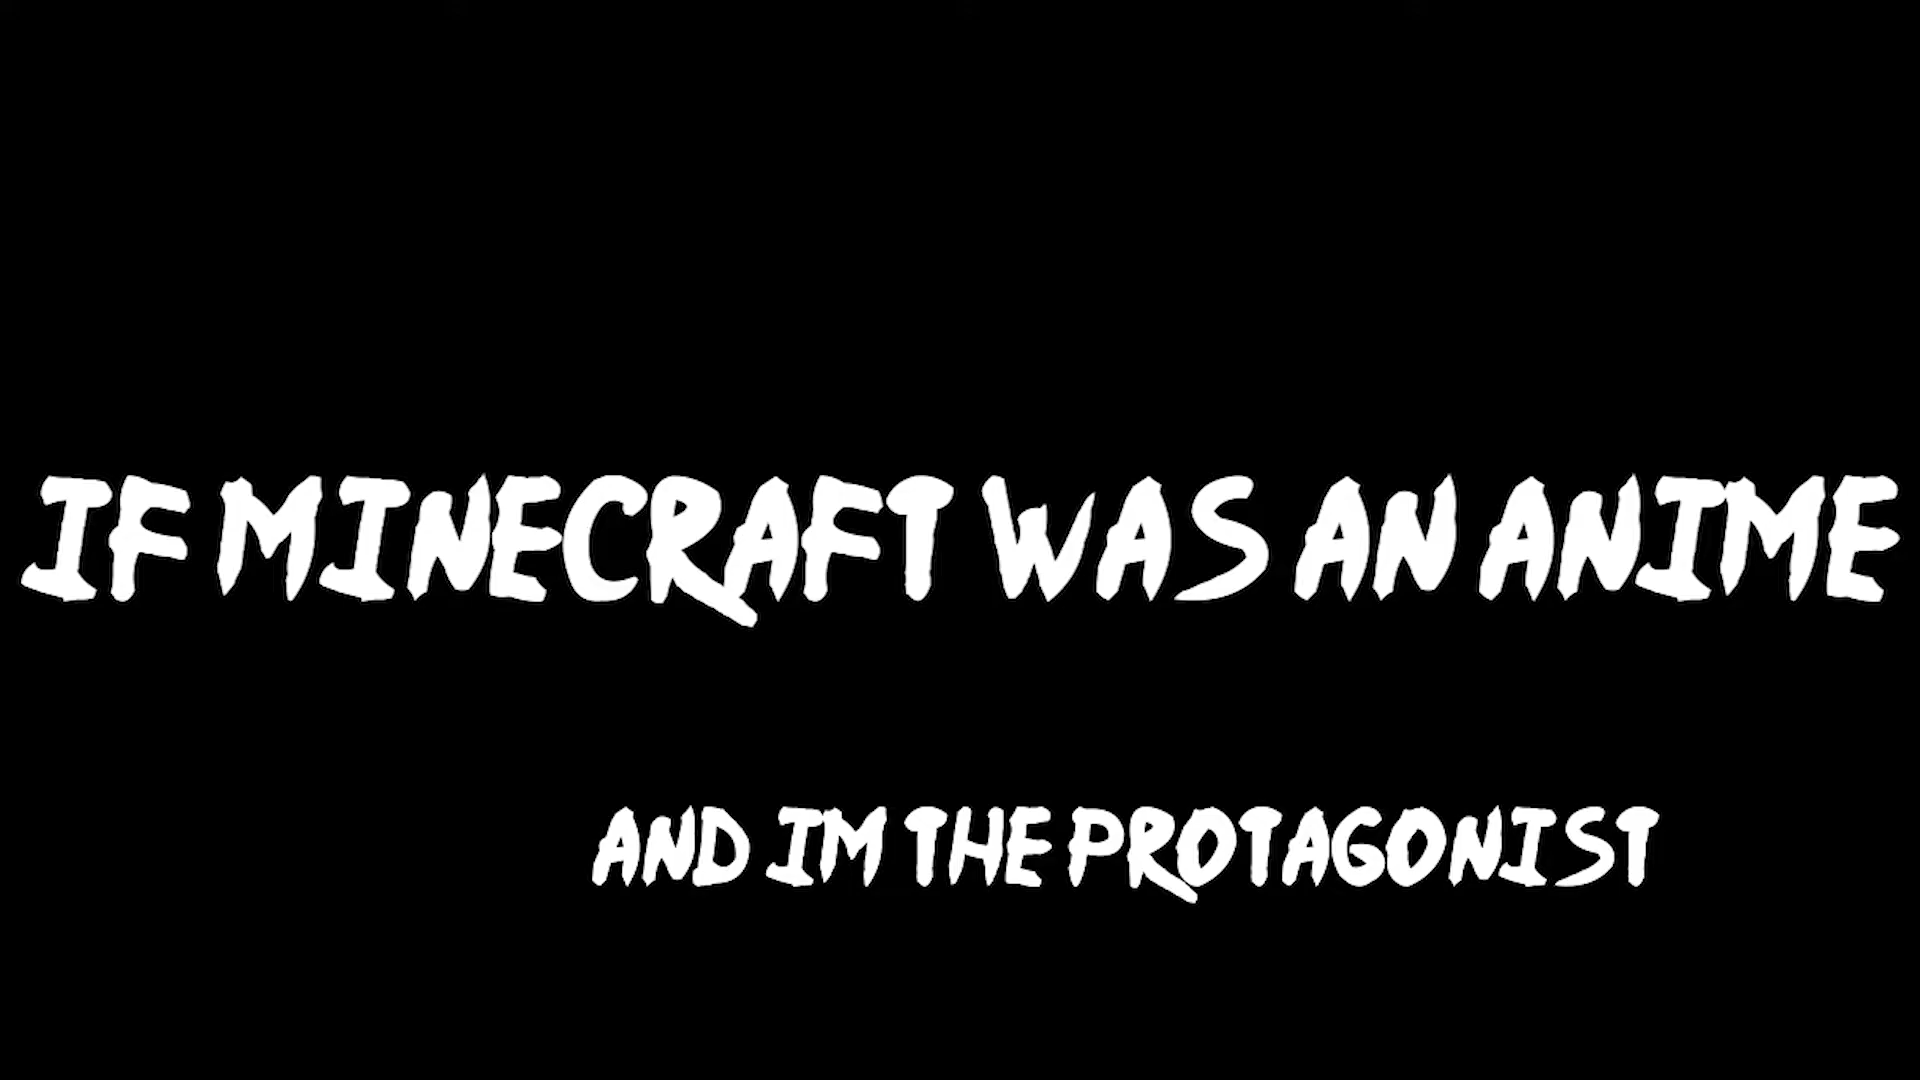 IF MINECRAFT WAS AN ANIME
AND IM THE PROTAGONIST